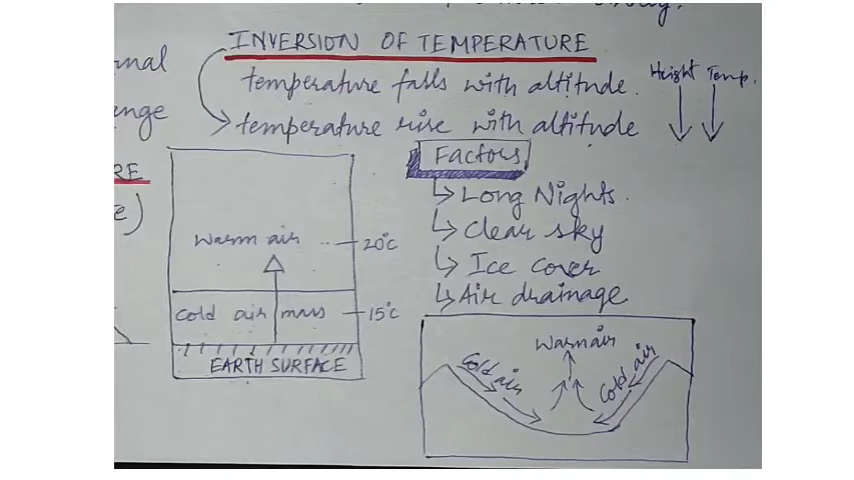 INVERSION OF TEMPERATURE
temperature falls with altitude.
Height Temp.
temperature rise with altitude
Factors
Long Nights.
Clear sky
Ice cover
Air drainage
Warm air .. 20°C
Cold air mass 15°C
EARTH SURFACE
Warm air
Cold air
Cold air
rnal
enge
RE
e)